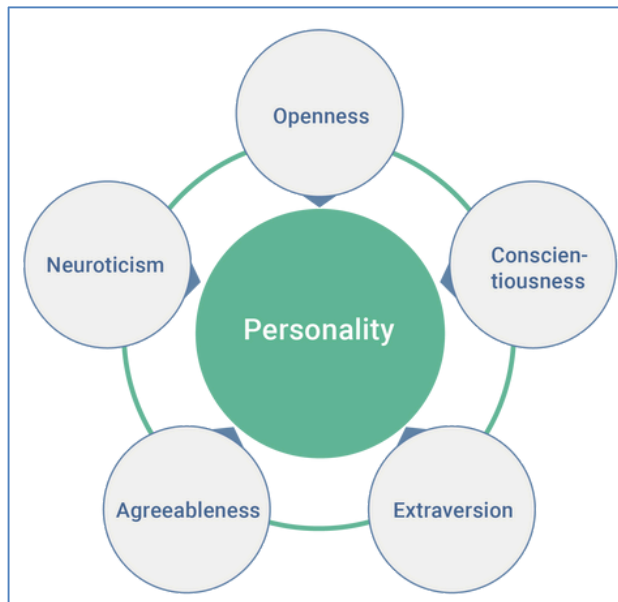 Openness
Neuroticism
Conscien-
tiousness
Personality
Agreeableness
Extraversion